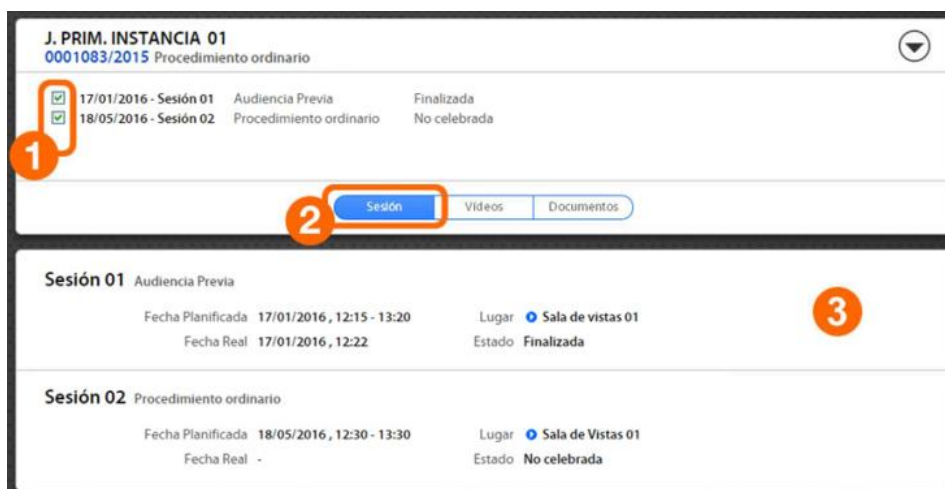 J. PRIM. INSTANCIA 01
0001083/2015 Procedimiento ordinario
17/01/2016 - Sesión 01 Audiencia Previa Finalizada
18/05/2016 - Sesión 02 Procedimiento ordinario No celebrada
1
2 Sesión Vídeos Documentos
Sesión 01 Audiencia Previa
Fecha Planificada 17/01/2016 , 12:15 - 13:20 Lugar Sala de vistas 01
3
Fecha Real 17/01/2016 , 12:22 Estado Finalizada
Sesión 02 Procedimiento ordinario
Fecha Planificada 18/05/2016 , 12:30 - 13:30 Lugar Sala de Vistas 01
Fecha Real - Estado No celebrada